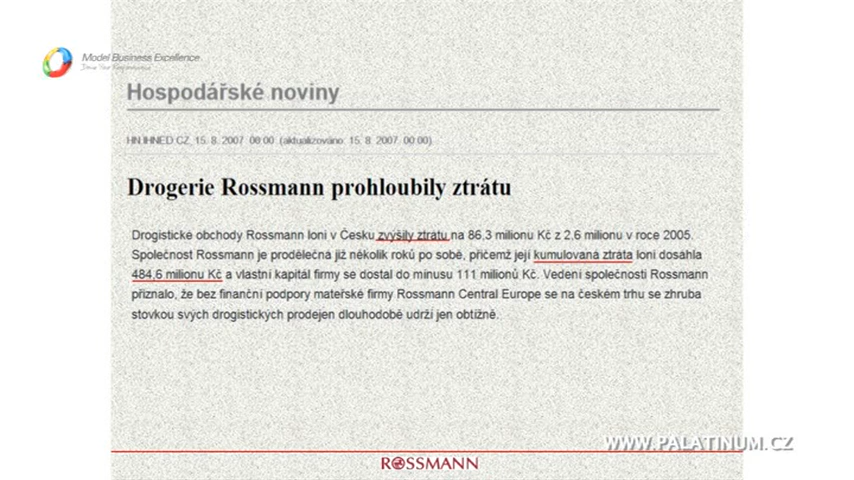 Model Business Excellence
Hospodářské noviny
HN.IHNED.CZ, 15. 8. 2007 00:00 (aktualizováno: 15. 8. 2007 00:00)
Drogerie Rossmann prohloubily ztrátu
Drogistické obchody Rossmann loni v Česku zvýšily ztrátu na 86,3 milionu Kč z 2,6 milionu v roce 2005.
Společnost Rossmann je prodělečná již několik roků po sobě, přičemž její kumulovaná ztráta loni dosáhla
484,6 milionu Kč a vlastní kapitál firmy se dostal do minusu 111 milionů Kč. Vedení společnosti Rossmann
přiznalo, že bez finanční podpory mateřské firmy Rossmann Central Europe se na českém trhu se zhruba
stovkou svých drogistických prodejen dlouhodobě udrží jen obtížně.
WWW.PALATINUM.CZ
ROSSMANN